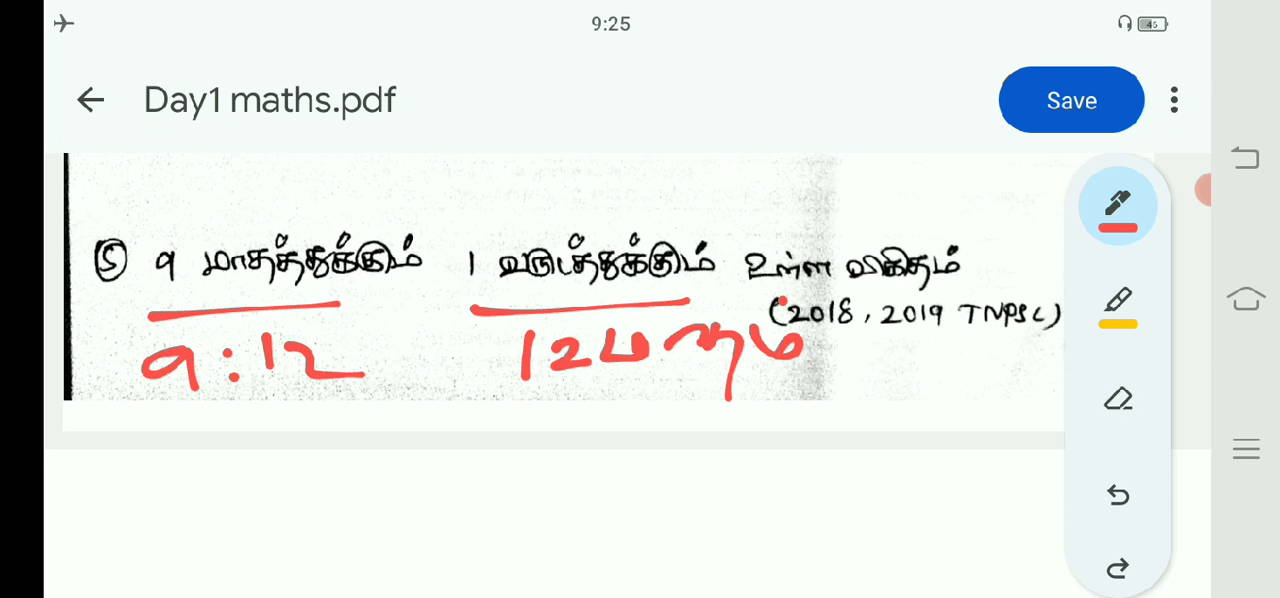 9:25
45
Day1 maths.pdf
Save
⑤ 9 மாதத்துக்கும் 1 வருடத்துக்கும் உள்ள விகிதம்
(2018, 2019 TNPSC)
9:12 12 மாதம்